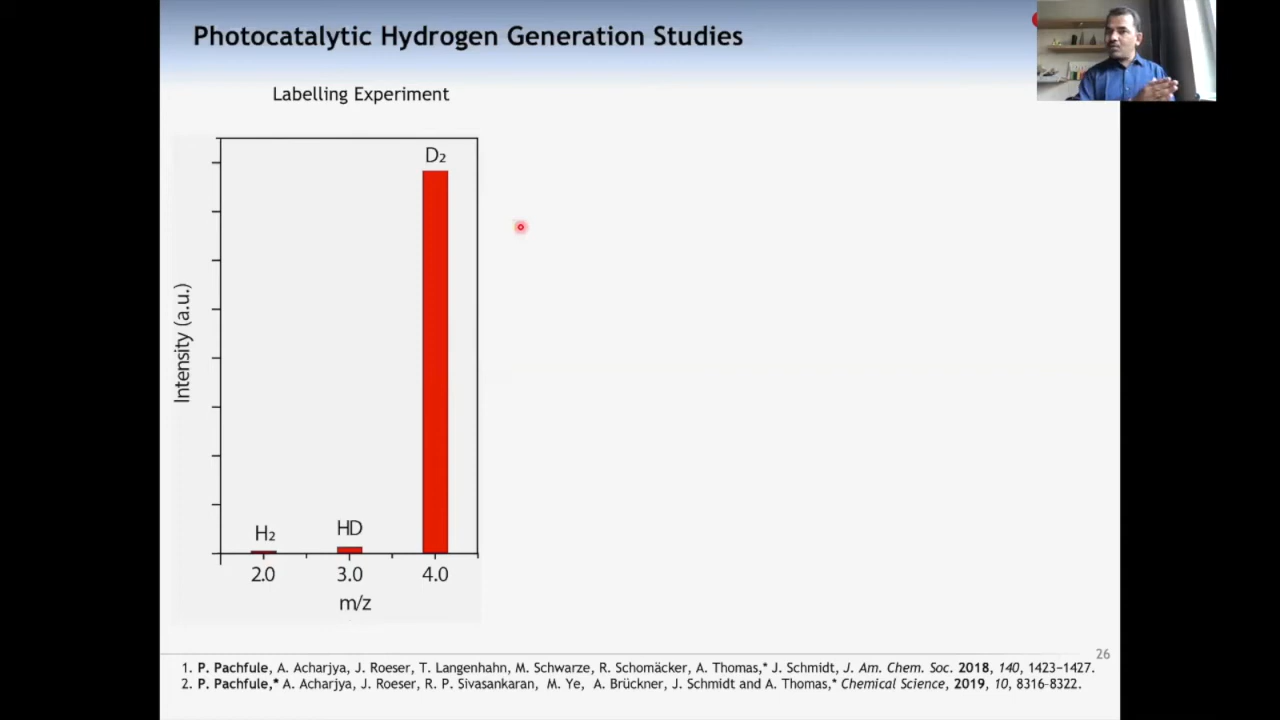 Photocatalytic Hydrogen Generation Studies
Labelling Experiment
D₂
Intensity (a.u.)
H₂
HD
2.0 3.0 4.0
m/z
26
1. P. Pachfule, A. Acharjya, J. Roeser, T. Langenhahn, M. Schwarze, R. Schomäcker, A. Thomas,* J. Schmidt, J. Am. Chem. Soc. 2018, 140, 1423–1427.
2. P. Pachfule,* A. Acharjya, J. Roeser, R. P. Sivasankaran, M. Ye, A. Brückner, J. Schmidt and A. Thomas,* Chemical Science, 2019, 10, 8316-8322.